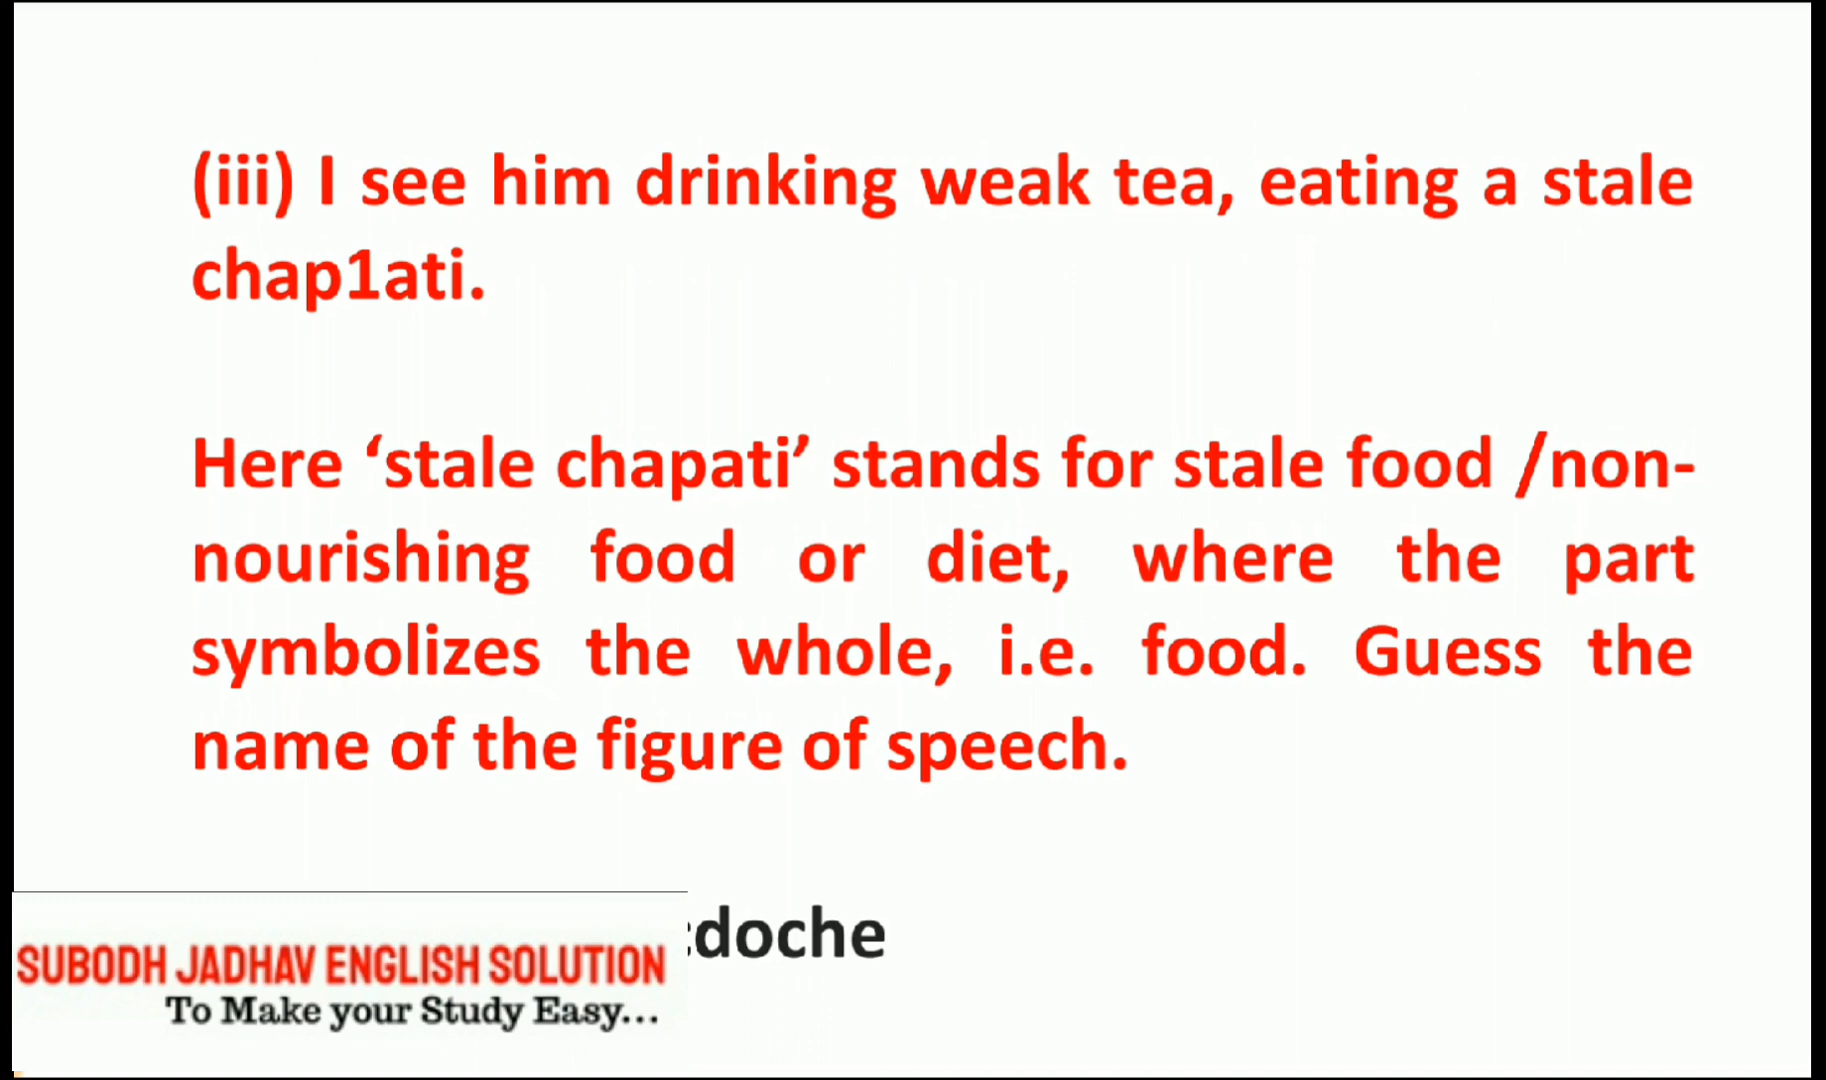 (iii) I see him drinking weak tea, eating a stale
chap1ati.
Here ‘stale chapati’ stands for stale food /non-
nourishing food or diet, where the part
symbolizes the whole, i.e. food. Guess the
name of the figure of speech.
doche
SUBODH JADHAV ENGLISH SOLUTION
To Make your Study Easy...